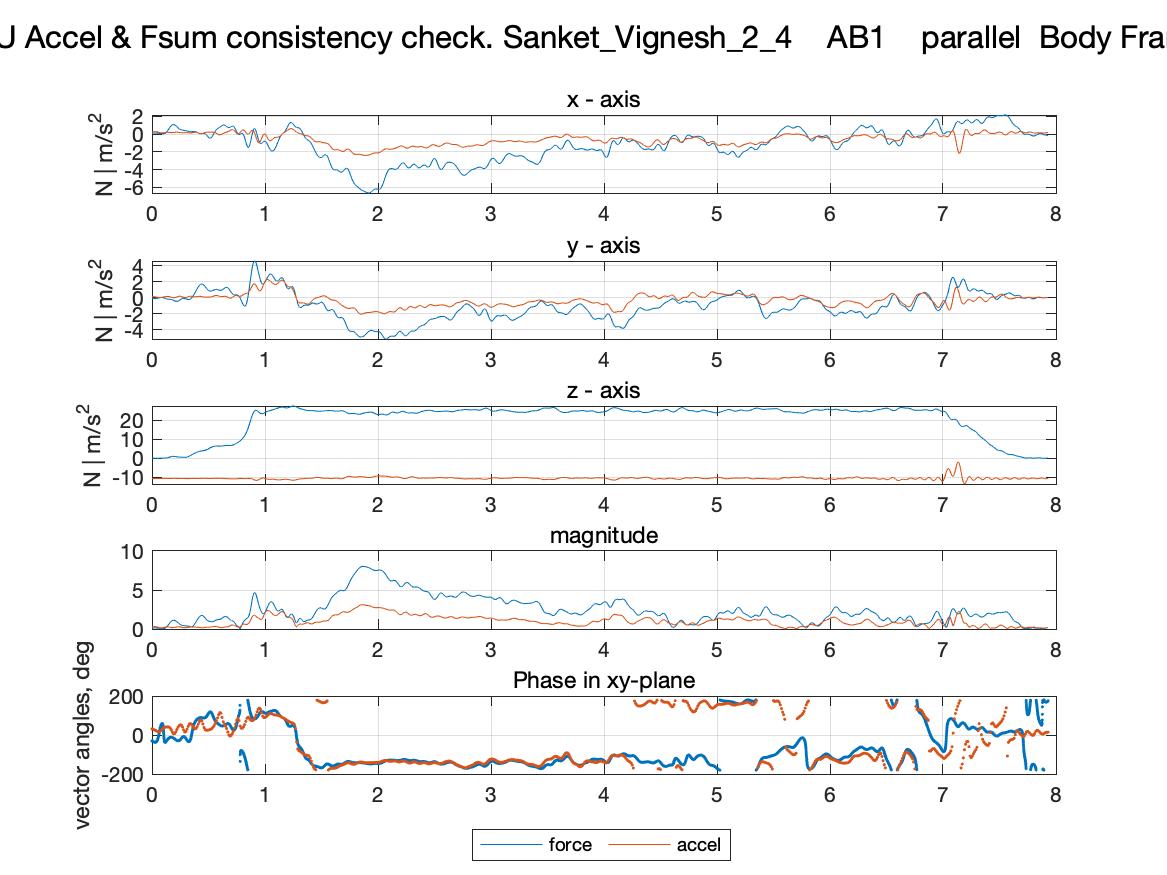 U Accel & Fsum consistency check. Sanket_Vignesh_2_4 AB1 parallel Body Fra
x - axis
N | m/s²
2
0
-2
-4
-6
0 1 2 3 4 5 6 7 8
y - axis
N | m/s²
4
2
0
-2
-4
0 1 2 3 4 5 6 7 8
z - axis
N | m/s²
20
10
0
-10
0 1 2 3 4 5 6 7 8
magnitude
10
5
0
0 1 2 3 4 5 6 7 8
Phase in xy-plane
vector angles, deg
200
0
-200
0 1 2 3 4 5 6 7 8
force accel